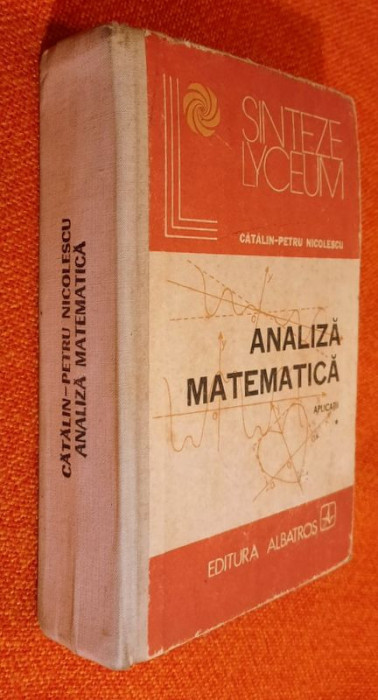 CĂTĂLIN-PETRU NICOLESCU
ANALIZĂ MATEMATICĂ
SINTEZE
LYCEUM
CĂTĂLIN-PETRU NICOLESCU
ANALIZĂ
MATEMATICĂ
APLICAȚII
*
EDITURA ALBATROS